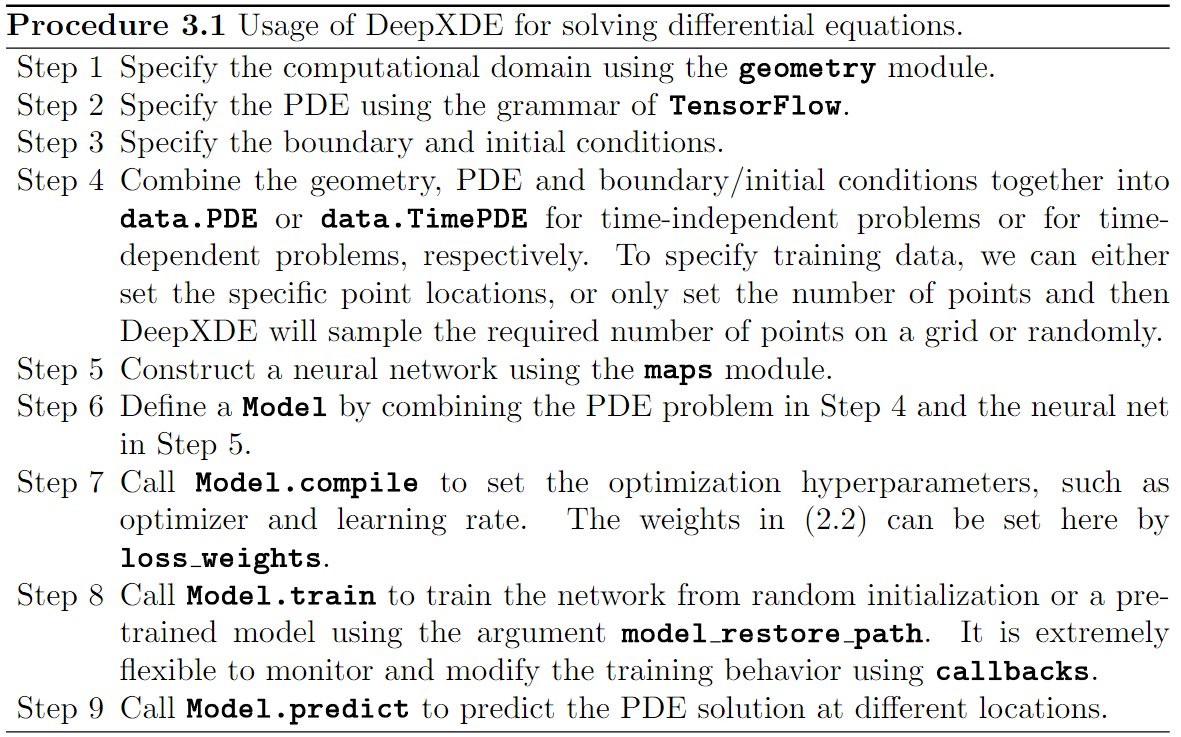 Procedure 3.1 Usage of DeepXDE for solving differential equations.
Step 1 Specify the computational domain using the geometry module.
Step 2 Specify the PDE using the grammar of TensorFlow.
Step 3 Specify the boundary and initial conditions.
Step 4 Combine the geometry, PDE and boundary/initial conditions together into
data.PDE or data.TimePDE for time-independent problems or for time-
dependent problems, respectively. To specify training data, we can either
set the specific point locations, or only set the number of points and then
DeepXDE will sample the required number of points on a grid or randomly.
Step 5 Construct a neural network using the maps module.
Step 6 Define a Model by combining the PDE problem in Step 4 and the neural net
in Step 5.
Step 7 Call Model.compile to set the optimization hyperparameters, such as
optimizer and learning rate. The weights in (2.2) can be set here by
loss_weights.
Step 8 Call Model.train to train the network from random initialization or a pre-
trained model using the argument model_restore_path. It is extremely
flexible to monitor and modify the training behavior using callbacks.
Step 9 Call Model.predict to predict the PDE solution at different locations.